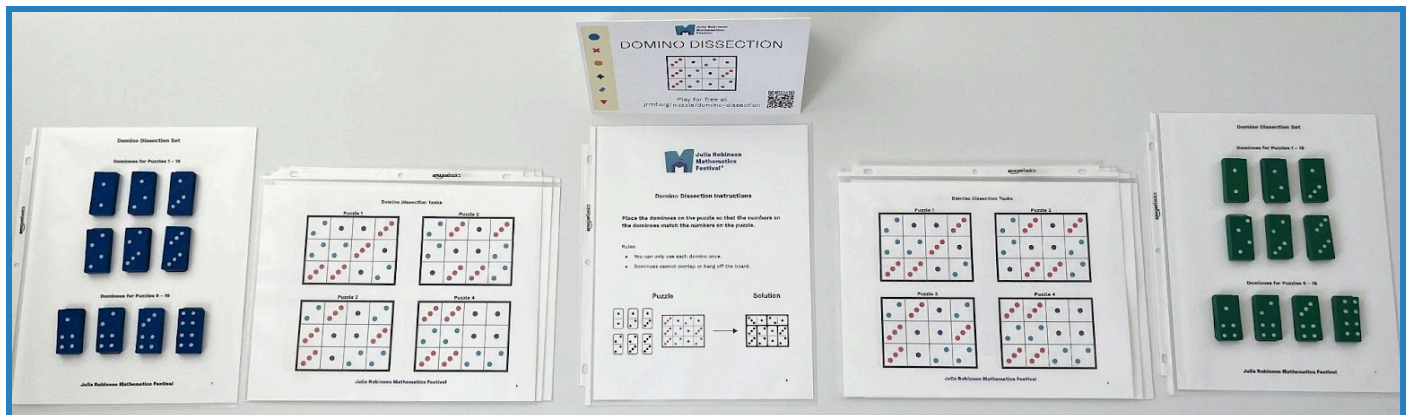 Julia Robinson
Mathematics
Festival
DOMINO DISSECTION
Play for free at
jrmf.org/puzzle/domino-dissection
Domino Dissection Set
Dominoes for Puzzles 1 - 16
Dominoes for Puzzles 9 - 16
Julia Robinson Mathematics Festival
amazonbasics
amazonbasics
Domino Dissection Tasks
Puzzle 1
Puzzle 2
Puzzle 3
Puzzle 4
Julia Robinson Mathematics Festival
Julia Robinson
Mathematics
Festival
Domino Dissection Instructions
Place the dominoes on the puzzle so that the numbers on
the dominoes match the numbers on the puzzle.
Rules:
• You can only use each domino once.
• Dominoes cannot overlap or hang off the board.
Puzzle
Solution
amazonbasics
amazonbasics
Domino Dissection Tasks
Puzzle 1
Puzzle 2
Puzzle 3
Puzzle 4
Julia Robinson Mathematics Festival
amazonbasics
Domino Dissection Set
Dominoes for Puzzles 1 - 16
Dominoes for Puzzles 9 - 16
Julia Robinson Mathematics Festival